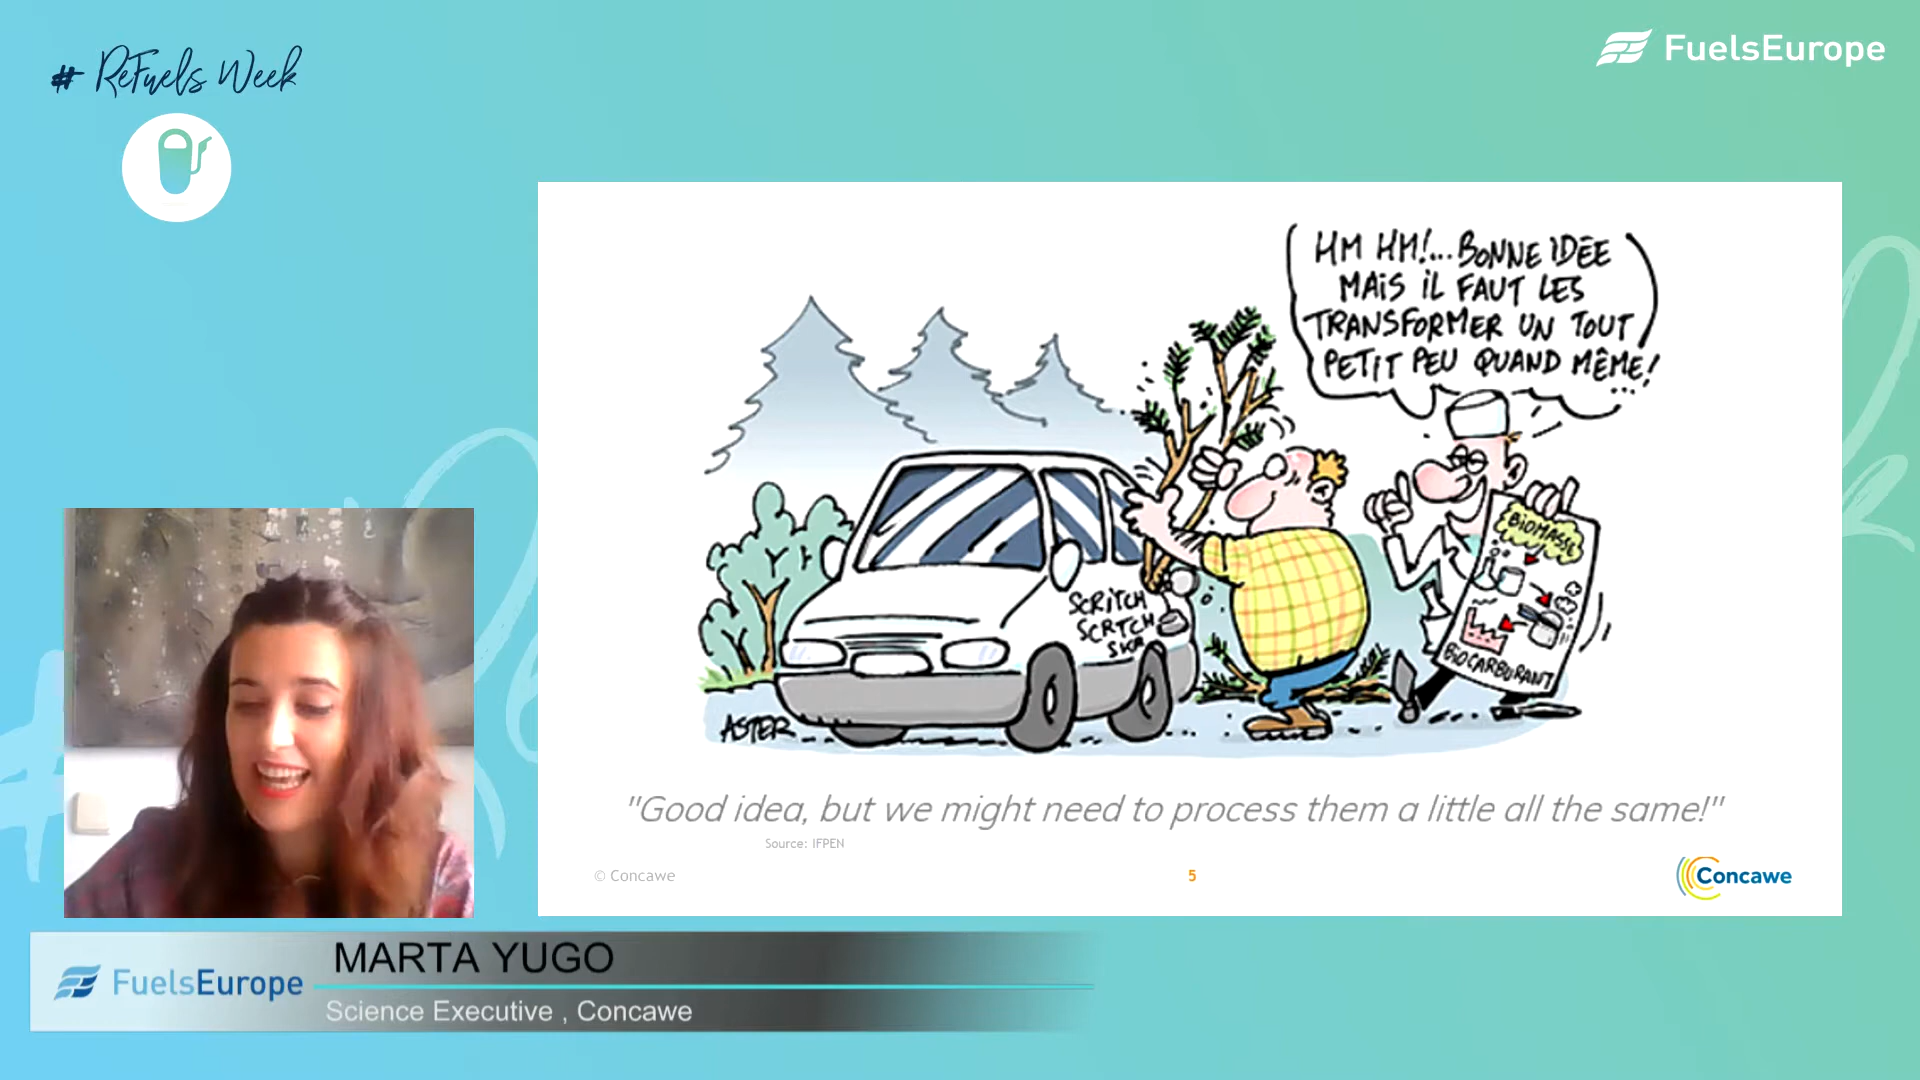 # ReFuels Week
FuelsEurope
HM HM!... BONNE IDÉE
MAIS IL FAUT LES
TRANSFORMER UN TOUT
PETIT PEU QUAND MÊME!
...
BIOMASSE
SCRITCH
SCRTCH
BIOCARBURANT
ASTER
"Good idea, but we might need to process them a little all the same!"
Source: IFPEN
© Concawe
5
Concawe
FuelsEurope
MARTA YUGO
Science Executive , Concawe